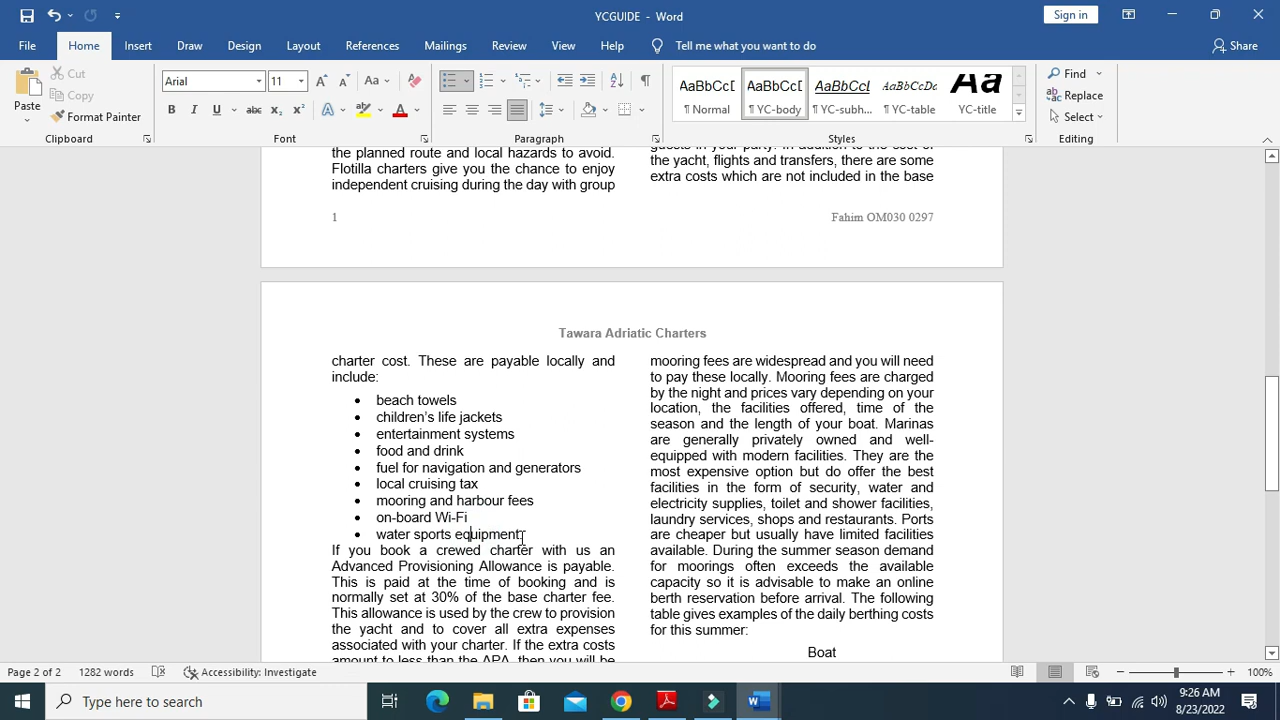 YCGUIDE - Word
Sign in
File
Home
Insert
Draw
Design
Layout
References
Mailings
Review
View
Help
Tell me what you want to do
Share
Paste
Cut
Copy
Format Painter
Clipboard
Arial
11
Font
Paragraph
AaBbCcD
¶ Normal
AaBbCcD
¶ YC-body
AaBbCcI
¶ YC-subh...
AaBbCcDd
¶ YC-table
Aa
YC-title
Styles
Find
Replace
Select
Editing
the planned route and local hazards to avoid.
Flotilla charters give you the chance to enjoy
independent cruising during the day with group
guests in your party. In addition to the cost of
the yacht, flights and transfers, there are some
extra costs which are not included in the base
1
Fahim OM030 0297
Tawara Adriatic Charters
charter cost. These are payable locally and
include:
• beach towels
• children's life jackets
• entertainment systems
• food and drink
• fuel for navigation and generators
• local cruising tax
• mooring and harbour fees
• on-board Wi-Fi
• water sports equipment
If you book a crewed charter with us an
Advanced Provisioning Allowance is payable.
This is paid at the time of booking and is
normally set at 30% of the base charter fee.
This allowance is used by the crew to provision
the yacht and to cover all extra expenses
associated with your charter. If the extra costs
amount to less than the APA, then you will be
mooring fees are widespread and you will need
to pay these locally. Mooring fees are charged
by the night and prices vary depending on your
location, the facilities offered, time of the
season and the length of your boat. Marinas
are generally privately owned and well-
equipped with modern facilities. They are the
most expensive option but do offer the best
facilities in the form of security, water and
electricity supplies, toilet and shower facilities,
laundry services, shops and restaurants. Ports
are cheaper but usually have limited facilities
available. During the summer season demand
for moorings often exceeds the available
capacity so it is advisable to make an online
berth reservation before arrival. The following
table gives examples of the daily berthing costs
for this summer:
Boat
Page 2 of 2
1282 words
Accessibility: Investigate
100%
Type here to search
9:26 AM
8/23/2022